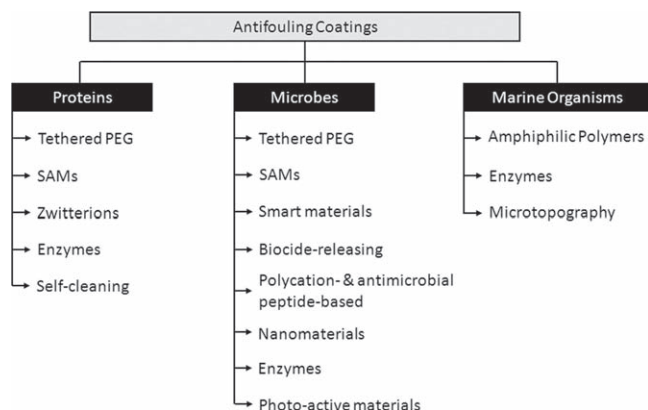 Antifouling Coatings
Proteins
Tethered PEG
SAMs
Zwitterions
Enzymes
Self-cleaning
Microbes
Tethered PEG
SAMs
Smart materials
Biocide-releasing
Polycation- & antimicrobial
peptide-based
Nanomaterials
Enzymes
Photo-active materials
Marine Organisms
Amphiphilic Polymers
Enzymes
Microtopography